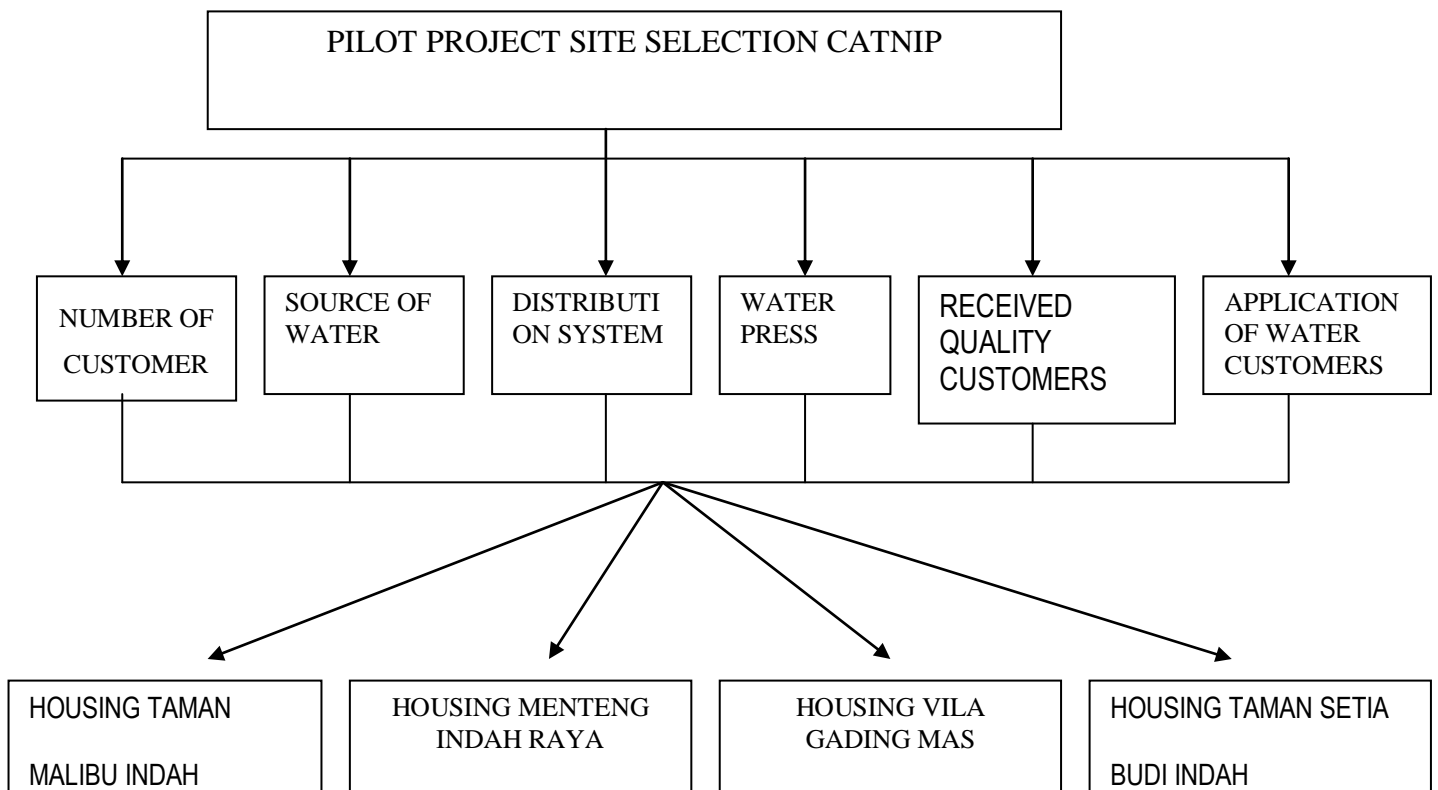 PILOT PROJECT SITE SELECTION CATNIP
NUMBER OF
CUSTOMER
SOURCE OF
WATER
DISTRIBUTI
ON SYSTEM
WATER
PRESS
RECEIVED
QUALITY
CUSTOMERS
APPLICATION
OF WATER
CUSTOMERS
HOUSING TAMAN
MALIBU INDAH
HOUSING MENTENG
INDAH RAYA
HOUSING VILA
GADING MAS
HOUSING TAMAN SETIA
BUDI INDAH